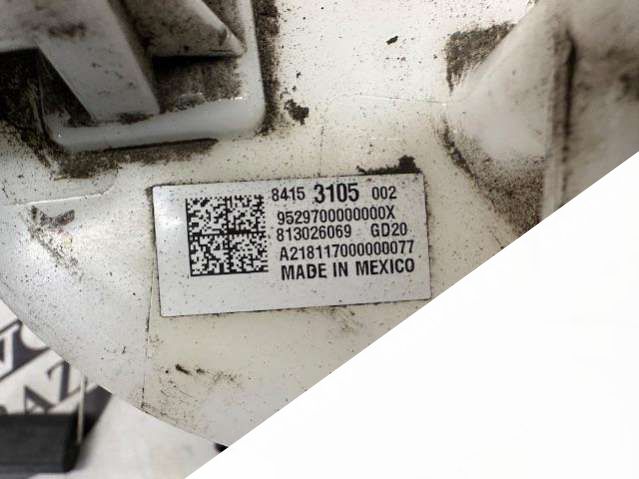 8415 3105 002
9529700000000X
813026069 GD20
A218117000000077
MADE IN MEXICO